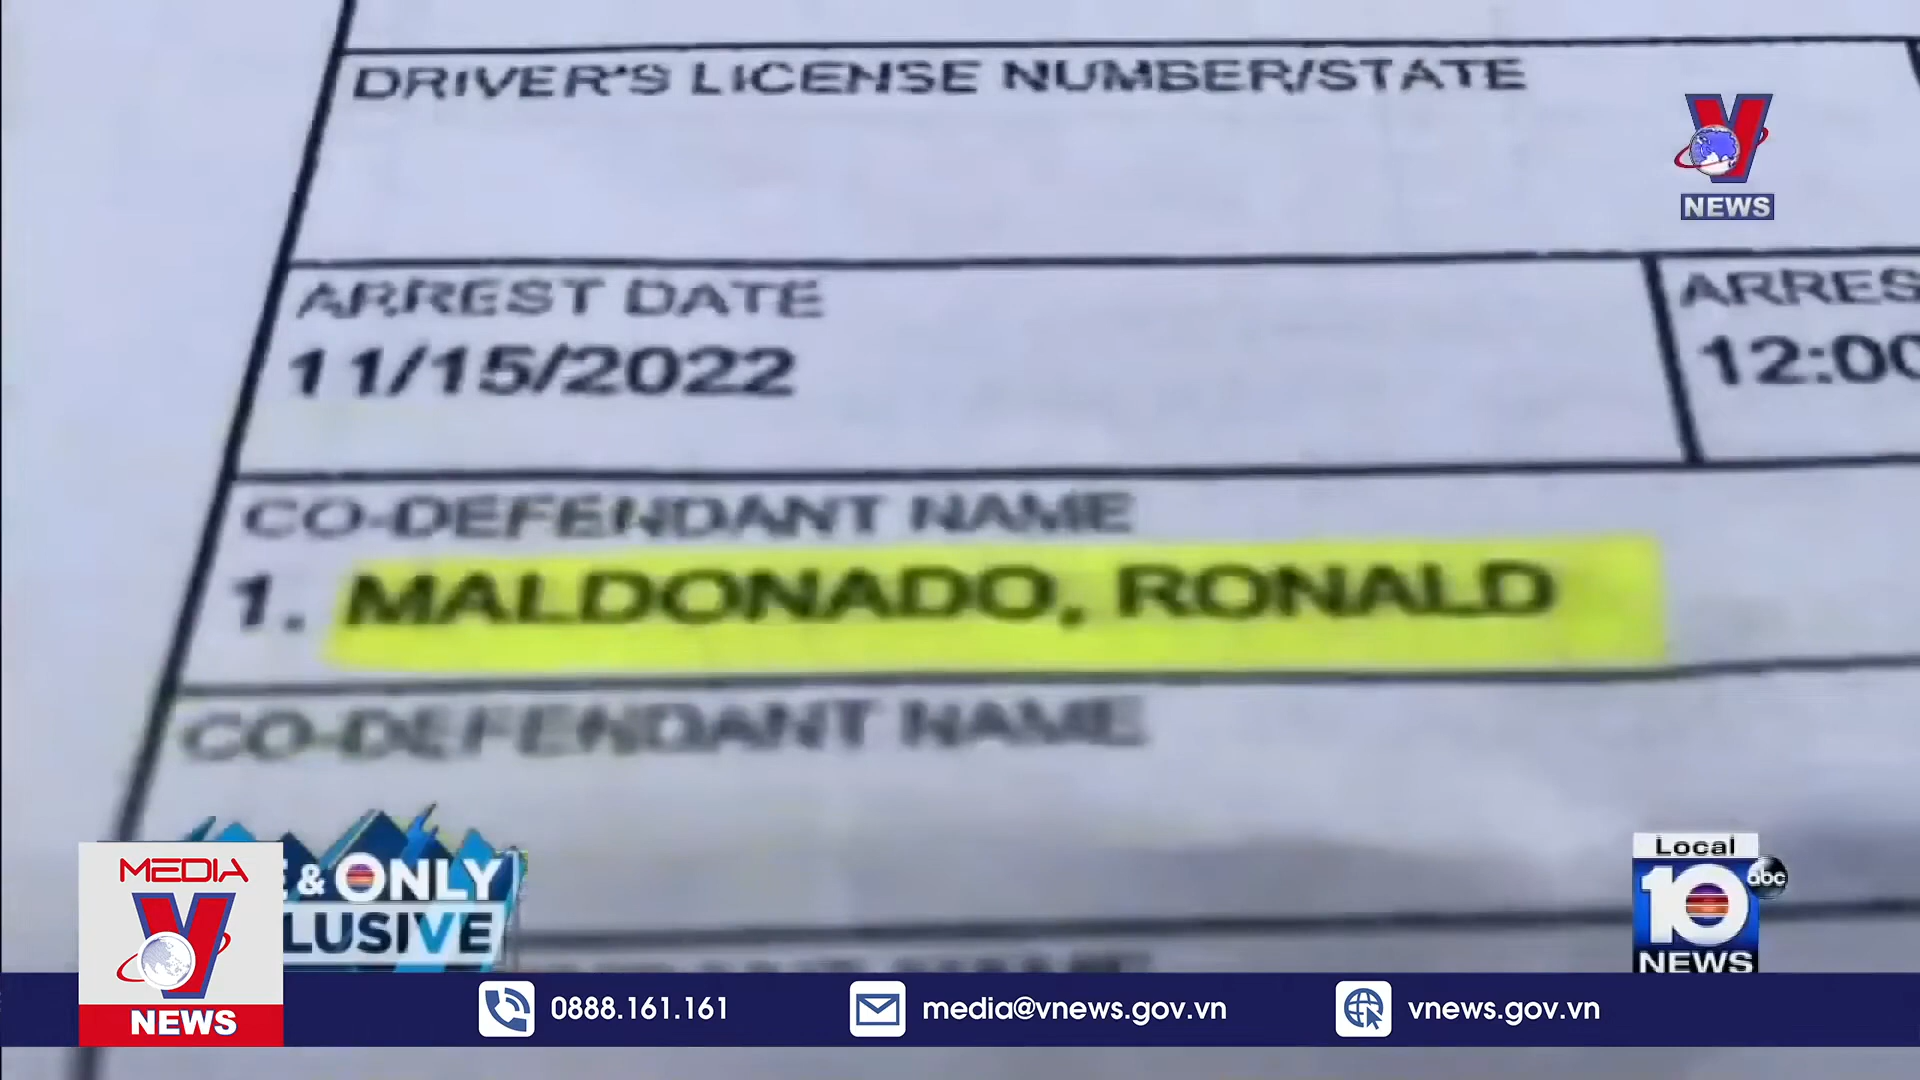 DRIVER'S LICENSE NUMBER/STATE
NEWS
ARREST DATE
11/15/2022
12:00
CO-DEFENDANT NAME
1. MALDONADO, RONALD
CO-DEFENDANT NAME
& ONLY
Local
10
abc
NEWS
MEDIA
NEWS
0888.161.161
media@vnews.gov.vn
vnews.gov.vn